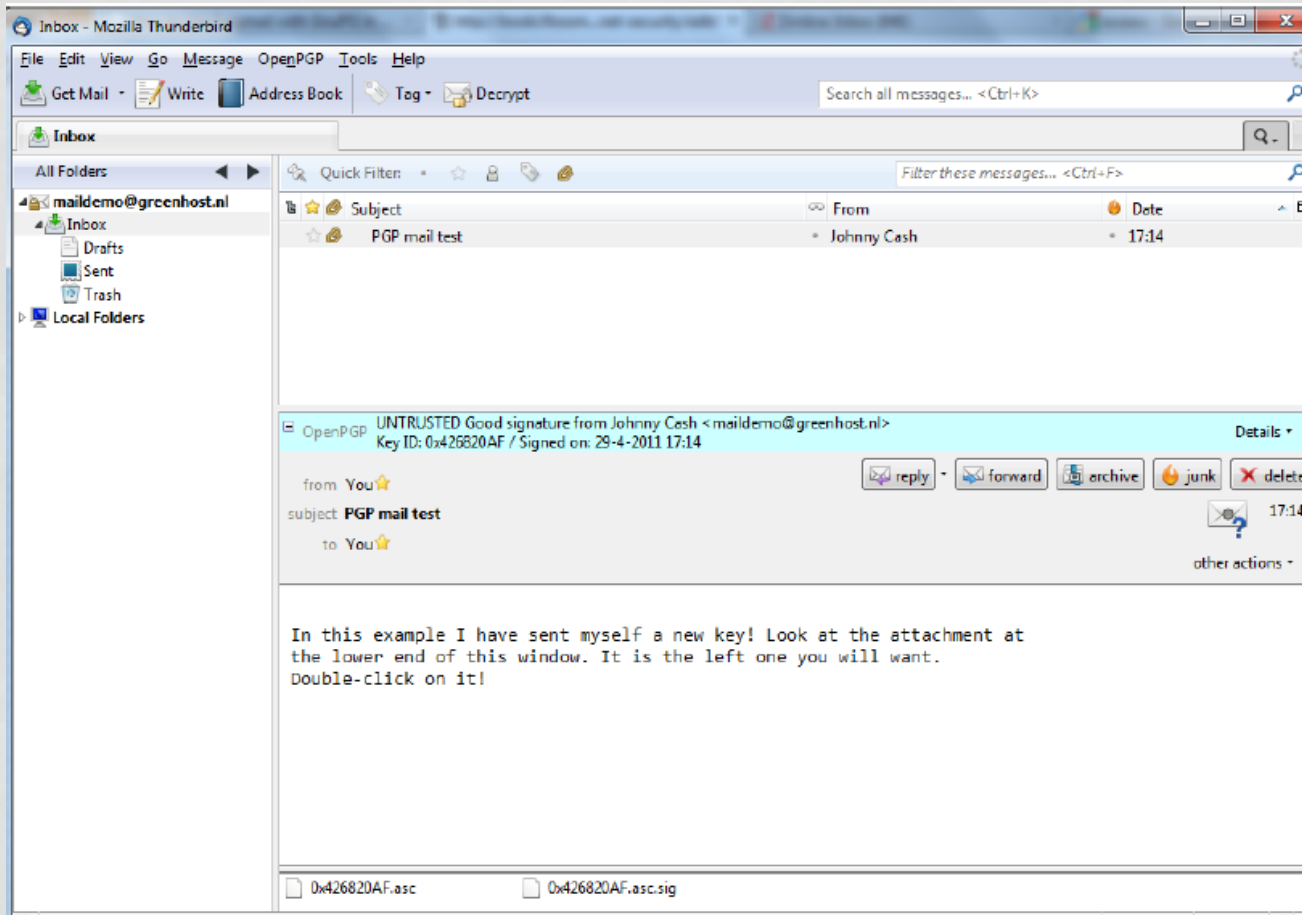 Inbox - Mozilla Thunderbird
File Edit View Go Message OpenPGP Tools Help
Get Mail Write Address Book Tag Decrypt Search all messages... <Ctrl+K>
Inbox
All Folders Quick Filter: Filter these messages... <Ctrl+F>
maildemo@greenhost.nl
Subject From Date
Inbox
PGP mail test Johnny Cash 17:14
Drafts
Sent
Trash
Local Folders
OpenPGP UNTRUSTED Good signature from Johnny Cash <maildemo@greenhost.nl>
Key ID: 0x426820AF / Signed on: 29-4-2011 17:14
Details
reply forward archive junk delete
from You
subject PGP mail test 17:14
to You
other actions
In this example I have sent myself a new key! Look at the attachment at
the lower end of this window. It is the left one you will want.
Double-click on it!
0x426820AF.asc 0x426820AF.asc.sig